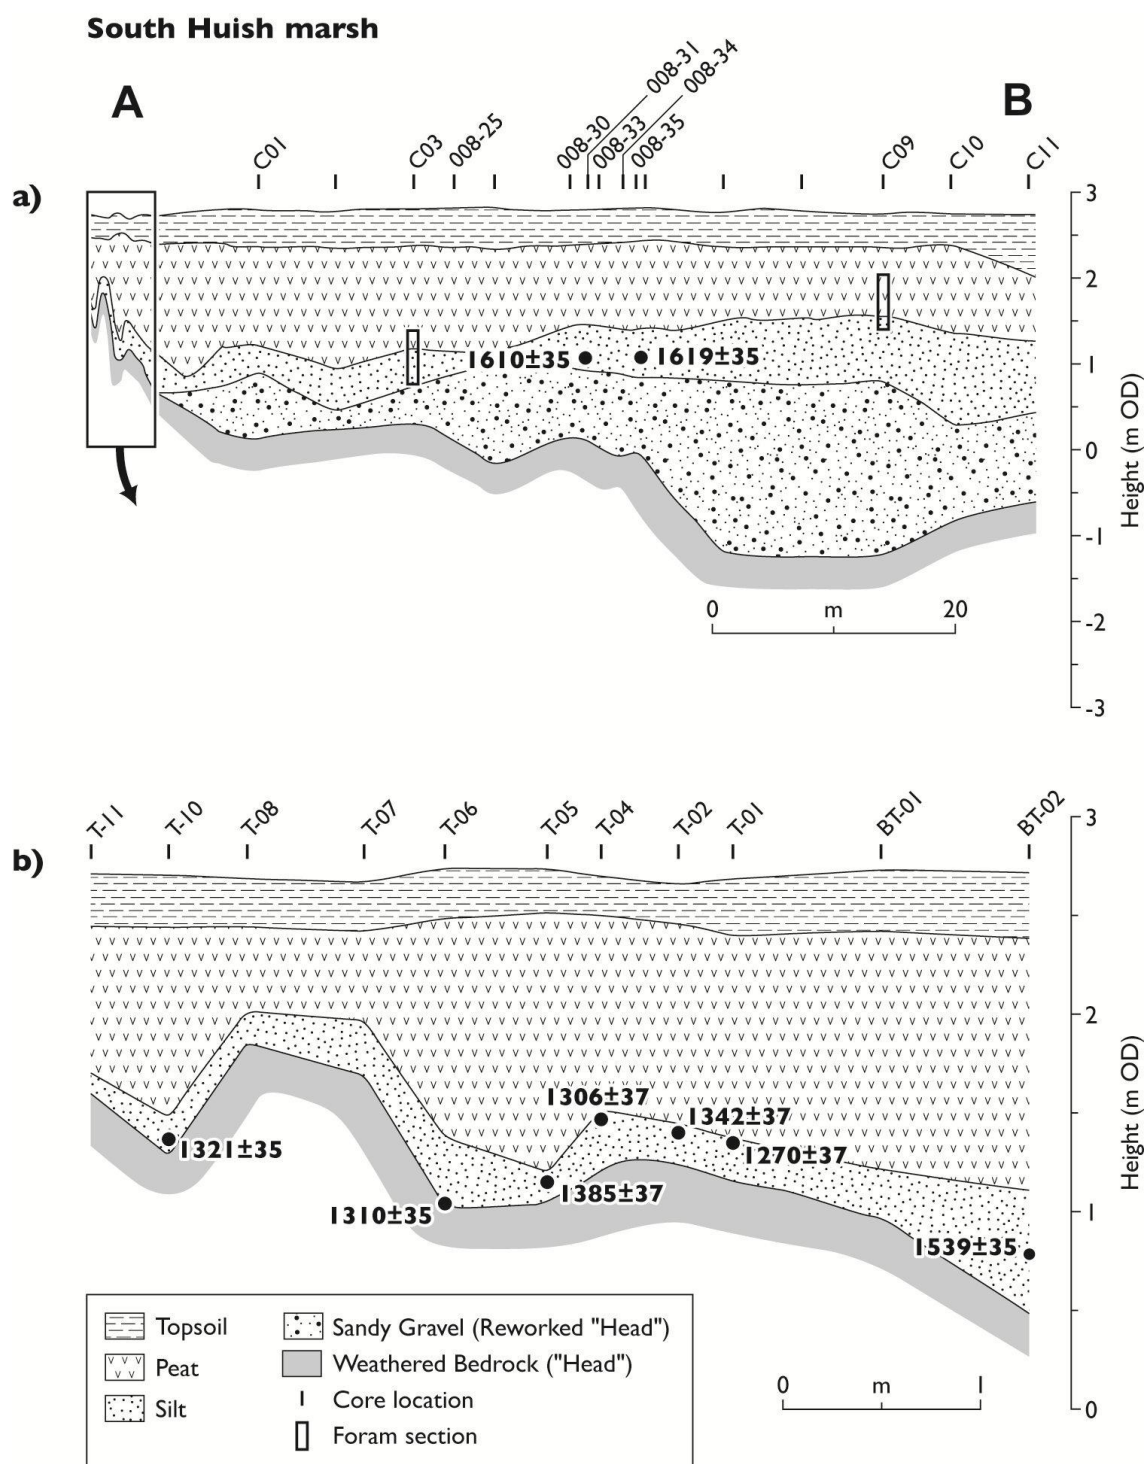 South Huish marsh
A
B
a)
C01
C03
008-25
008-30
008-31
008-33
008-34
008-35
C09
C10
C11
1610±35
1619±35
3
2
1
0
-1
-2
-3
Height (m OD)
0 m 20
b)
T-11
T-10
T-08
T-07
T-06
T-05
T-04
T-02
T-01
BT-01
BT-02
1321±35
1310±35
1306±37
1385±37
1342±37
1270±37
1539±35
3
2
1
0
Height (m OD)
Topsoil
Peat
Silt
Sandy Gravel (Reworked "Head")
Weathered Bedrock ("Head")
Core location
Foram section
0 m 1